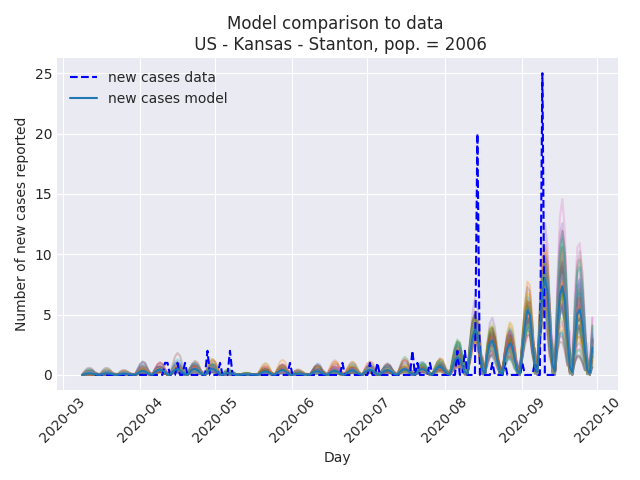 Model comparison to data
US - Kansas - Stanton, pop. = 2006
new cases data
new cases model
Number of new cases reported
25
20
15
10
5
0
2020-03
2020-04
2020-05
2020-06
2020-07
2020-08
2020-09
2020-10
Day